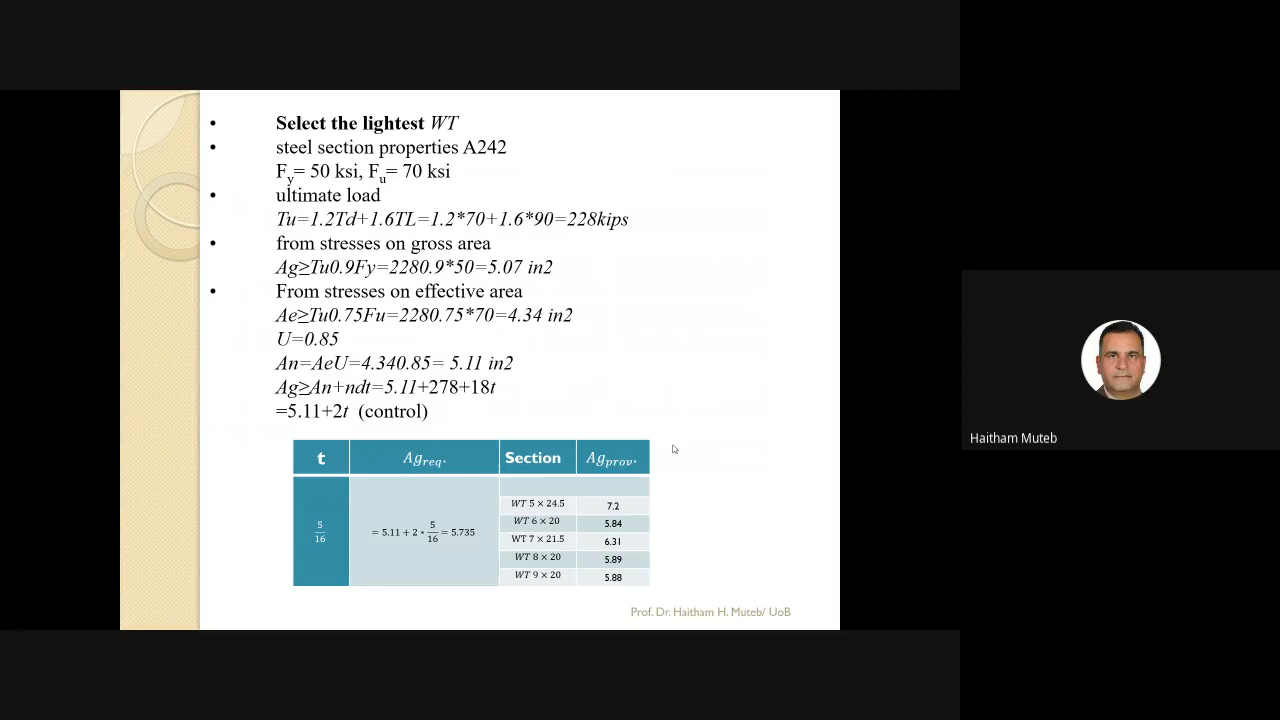 • Select the lightest WT
• steel section properties A242
Fy= 50 ksi, Fu= 70 ksi
• ultimate load
Tu=1.2Td+1.6TL=1.2*70+1.6*90=228kips
• from stresses on gross area
Ag≥Tu0.9Fy=2280.9*50=5.07 in2
• From stresses on effective area
Ae≥Tu0.75Fu=2280.75*70=4.34 in2
U=0.85
An=AeU=4.340.85= 5.11 in2
Ag≥An+ndt=5.11+278+18t
=5.11+2t (control)
t Agreq. Section Agprov.
5/16 = 5.11 + 2 * 5/16 = 5.735
WT 5 × 24.5 7.2
WT 6 × 20 5.84
WT 7 × 21.5 6.31
WT 8 × 20 5.89
WT 9 × 20 5.88
Prof. Dr. Haitham H. Muteb/ UoB
Haitham Muteb